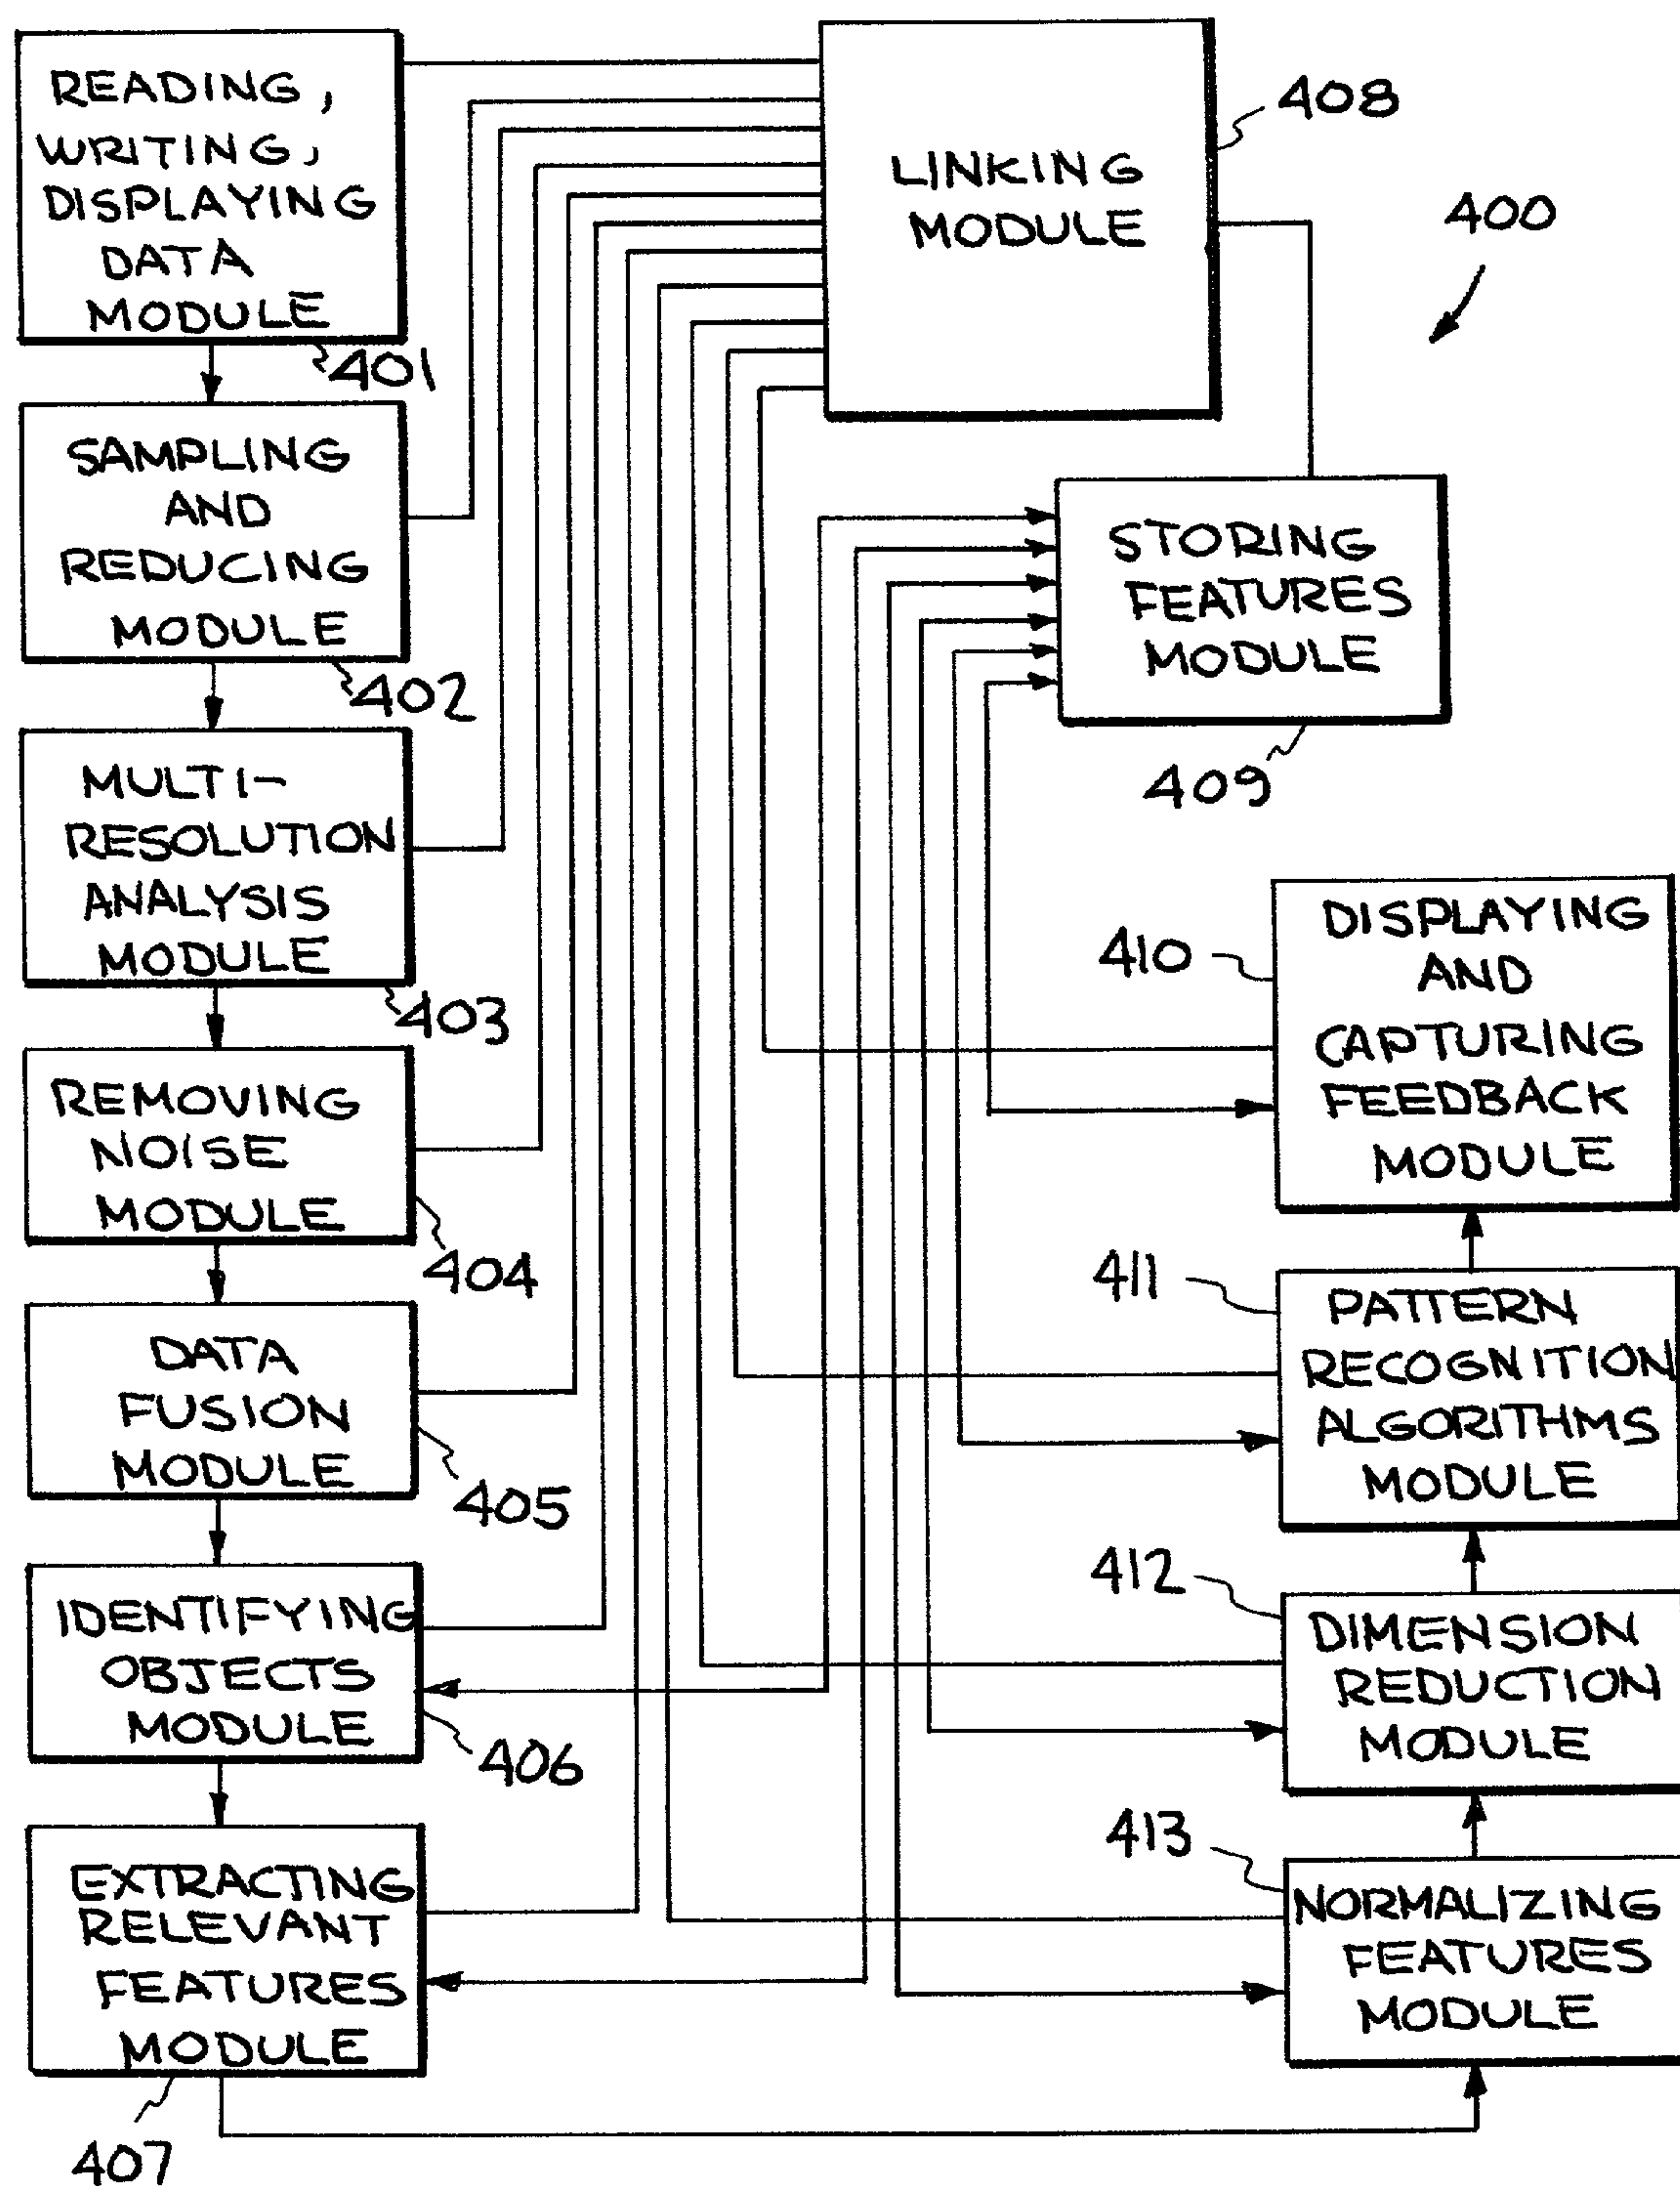 READING,
WRITING,
DISPLAYING
DATA
MODULE
401
SAMPLING
AND
REDUCING
MODULE
402
MULTI-
RESOLUTION
ANALYSIS
MODULE
403
REMOVING
NOISE
MODULE
404
DATA
FUSION
MODULE
405
IDENTIFYING
OBJECTS
MODULE
406
EXTRACTING
RELEVANT
FEATURES
MODULE
407
LINKING
MODULE
408
400
STORING
FEATURES
MODULE
409
DISPLAYING
AND
CAPTURING
FEEDBACK
MODULE
410
PATTERN
RECOGNITION
ALGORITHMS
MODULE
411
DIMENSION
REDUCTION
MODULE
412
NORMALIZING
FEATURES
MODULE
413